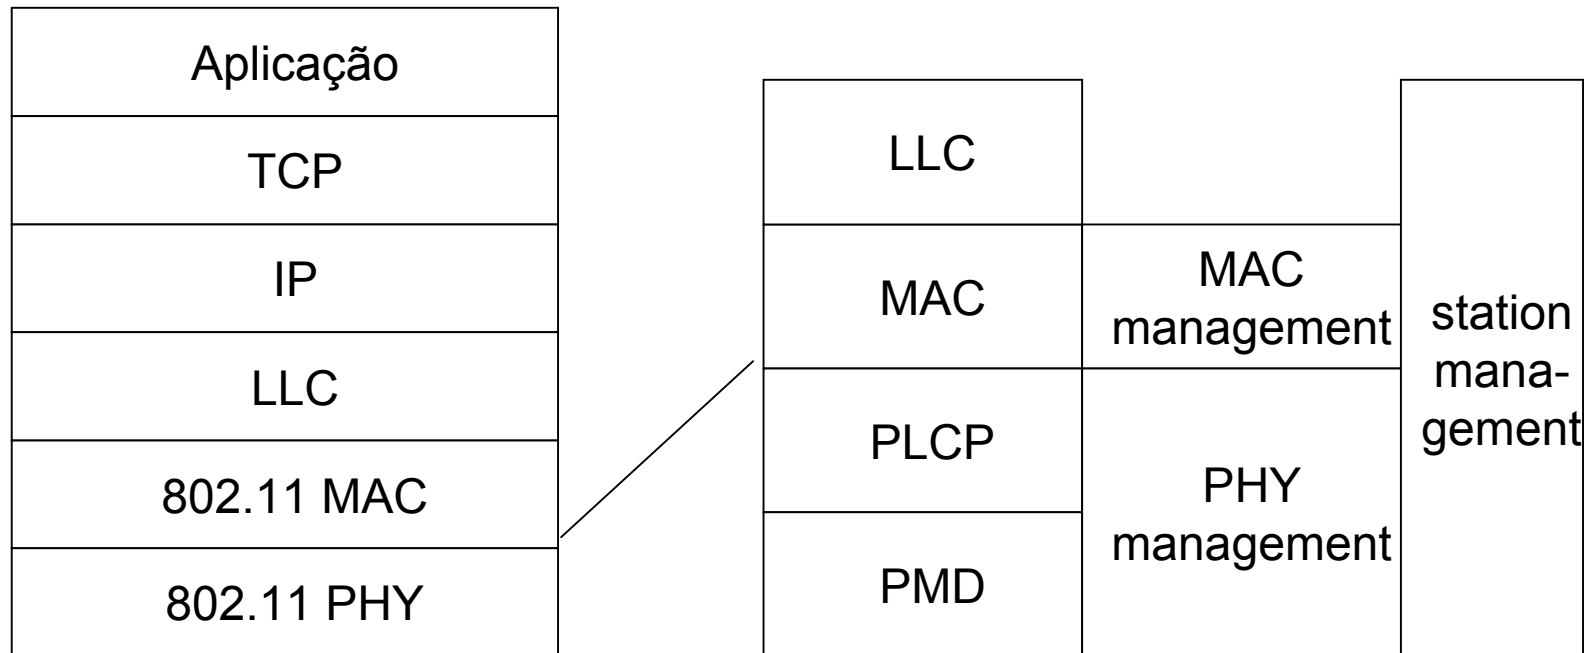 Aplicação
TCP
IP
LLC
802.11 MAC
802.11 PHY
LLC
MAC
PLCP
PMD
MAC
management
PHY
management
station
mana-
gement